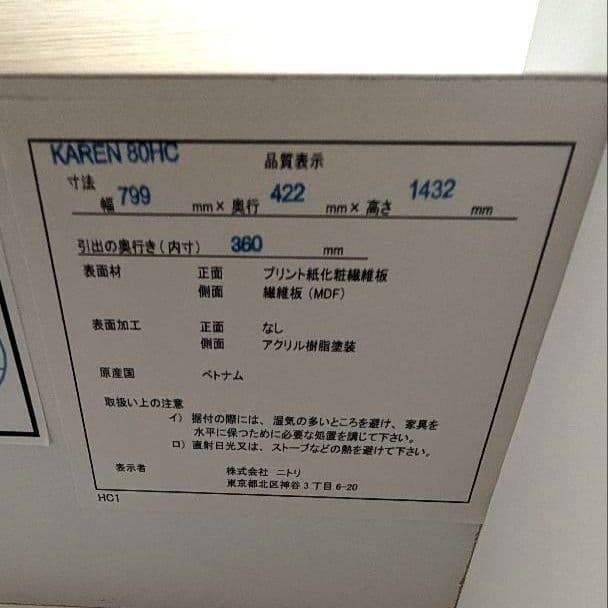 KAREN 80HC 品質表示
寸法
幅 799 mm× 奥行 422 mm× 高さ 1432 mm
引出の奥行き(内寸) 360 mm
表面材 正面 プリント紙化粧繊維板
側面 繊維板(MDF)
表面加工 正面 なし
側面 アクリル樹脂塗装
原産国 ベトナム
取扱い上の注意
イ) 据付の際には、湿気の多いところを避け、家具を
水平に保つために必要な処置を講じて下さい。
ロ) 直射日光又は、ストーブなどの熱を避けて下さい。
表示者 株式会社 ニトリ
東京都北区神谷3丁目6-20
HC1